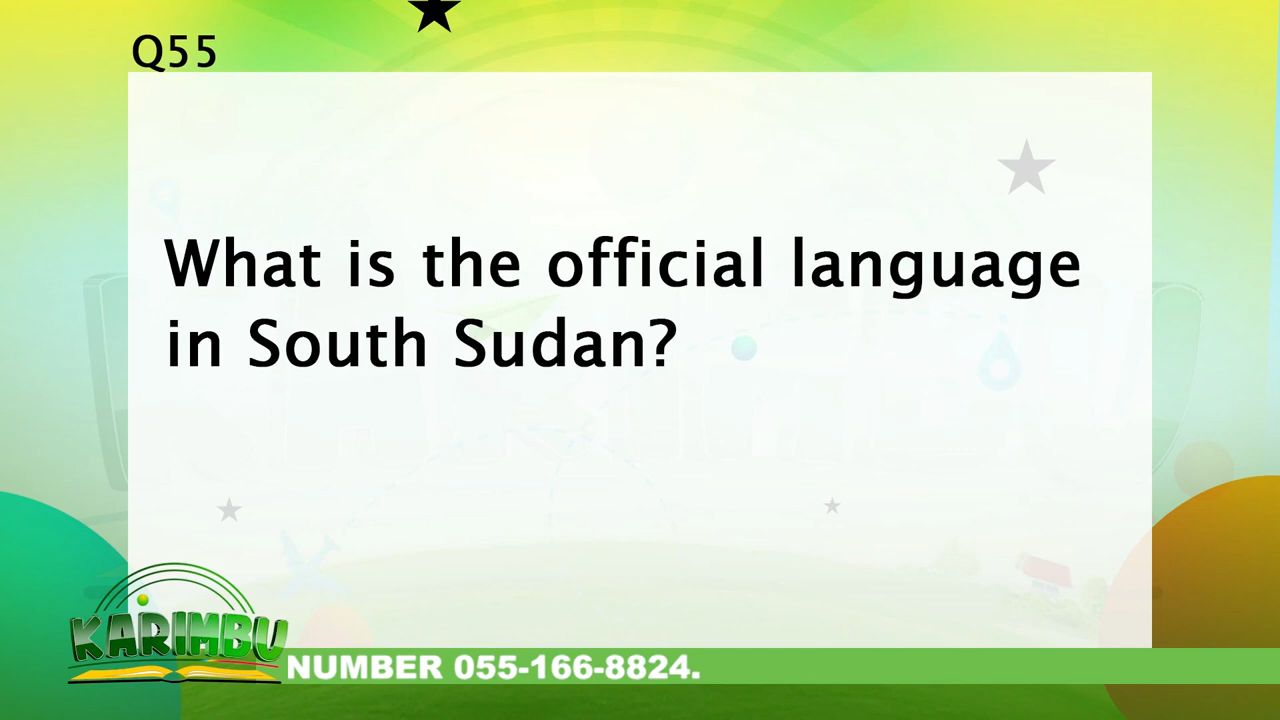 Q55
What is the official language
in South Sudan?
KARIMBU
NUMBER 055-166-8824.